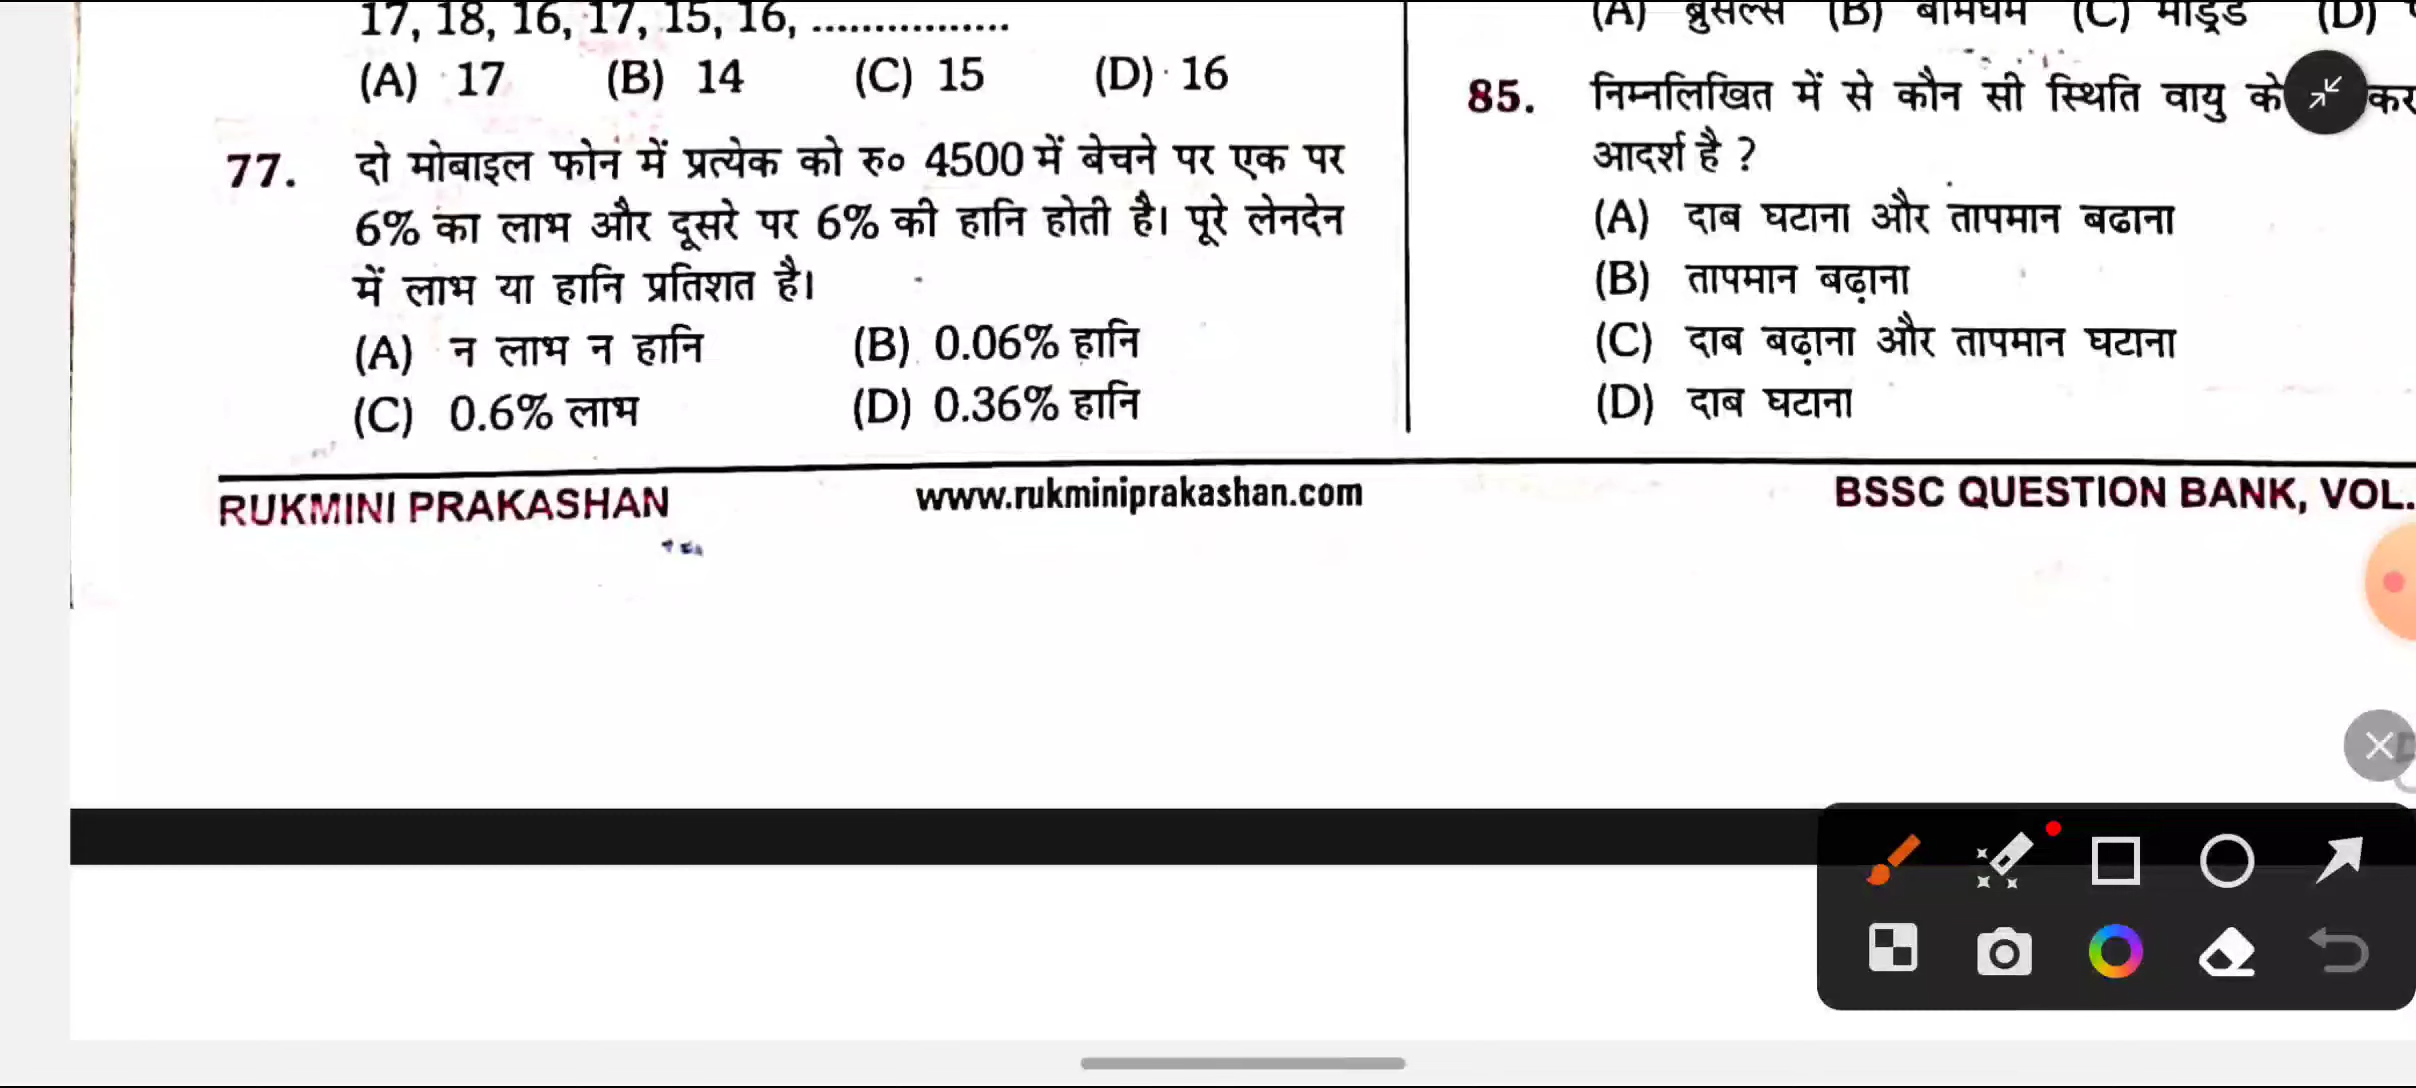 17, 18, 16, 17, 15, 16, .................
(A) 17 (B) 14 (C) 15 (D) 16
77. दो मोबाइल फोन में प्रत्येक को रु० 4500 में बेचने पर एक पर
6% का लाभ और दूसरे पर 6% की हानि होती है। पूरे लेनदेन
में लाभ या हानि प्रतिशत है।
(A) न लाभ न हानि (B) 0.06% हानि
(C) 0.6% लाभ (D) 0.36% हानि
(A) ब्रुसेल्स (B) (C) (D)
85. निम्नलिखित में से कौन सी स्थिति वायु को
आदर्श है ?
(A) दाब घटाना और तापमान बढाना
(B) तापमान बढ़ाना
(C) दाब बढ़ाना और तापमान घटाना
(D) दाब घटाना
RUKMINI PRAKASHAN www.rukminiprakashan.com BSSC QUESTION BANK, VOL.